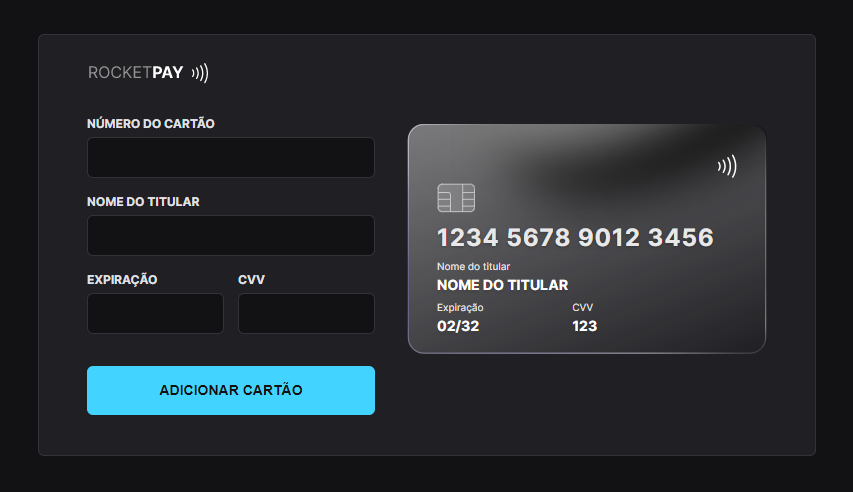 ROCKETPAY
NÚMERO DO CARTÃO
NOME DO TITULAR
EXPIRAÇÃO CVV
ADICIONAR CARTÃO
1234 5678 9012 3456
Nome do titular
NOME DO TITULAR
Expiração CVV
02/32 123